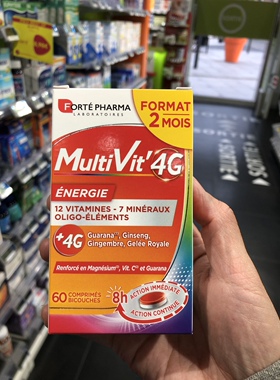 FORTÉ PHARMA
LABORATOIRES
FORMAT
2 MOIS
MultiVit' 4G
ÉNERGIE
12 VITAMINES - 7 MINÉRAUX
OLIGO-ÉLÉMENTS
+4G
Guarana, Ginseng,
Gingembre, Gelée Royale
Renforcé en Magnésium, Vit. C et Guarana
60 COMPRIMÉS
BICOUCHES
8h
ACTION IMMÉDIATE
ACTION CONTINUE